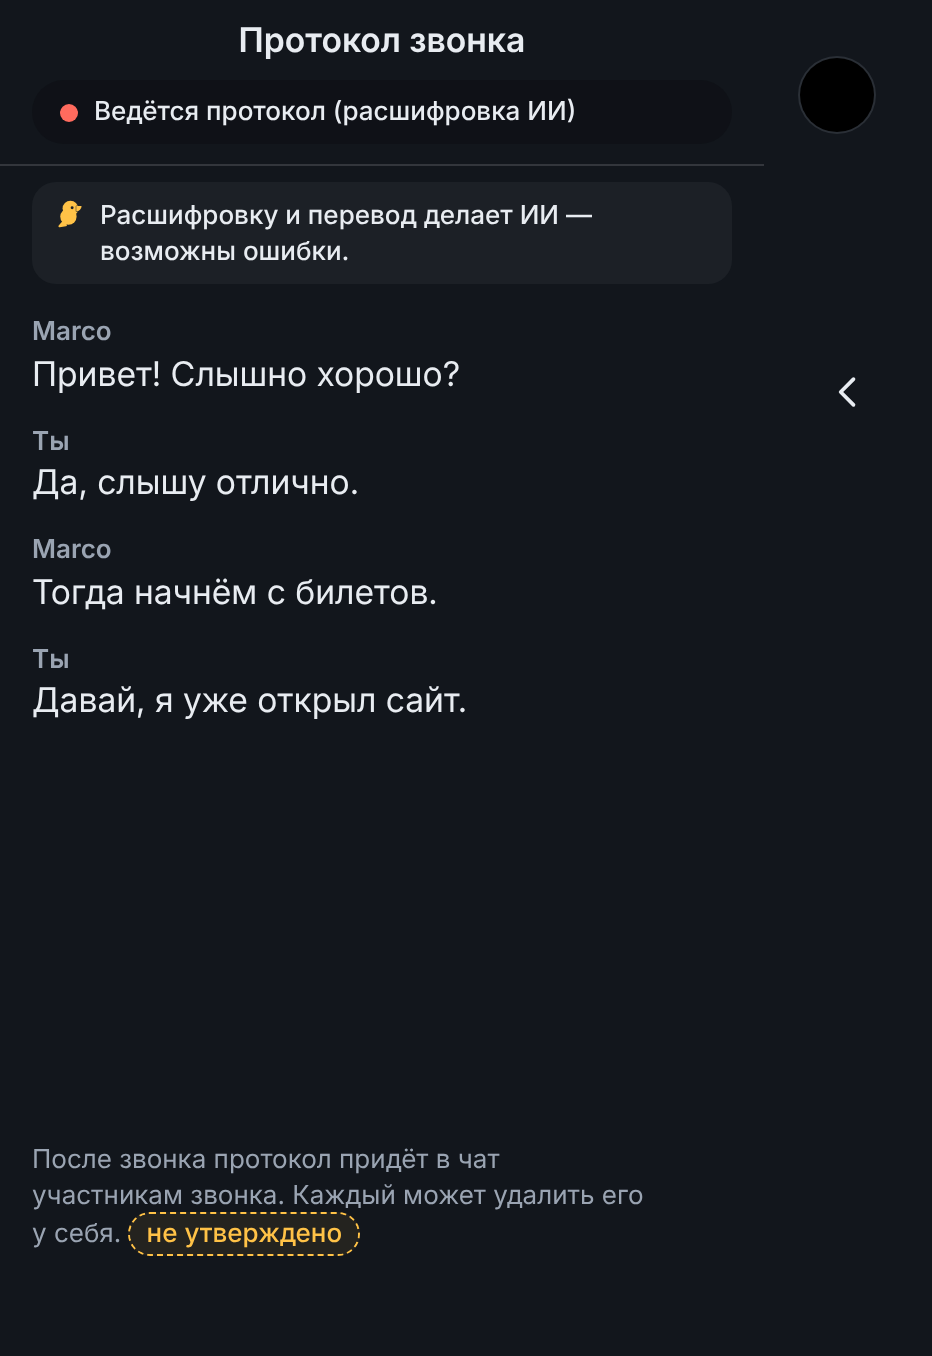 Протокол звонка
Ведётся протокол (расшифровка ИИ)
Расшифровку и перевод делает ИИ —
возможны ошибки.
Marco
Привет! Слышно хорошо?
Ты
Да, слышу отлично.
Marco
Тогда начнём с билетов.
Ты
Давай, я уже открыл сайт.
После звонка протокол придёт в чат
участникам звонка. Каждый может удалить его
у себя. не утверждено